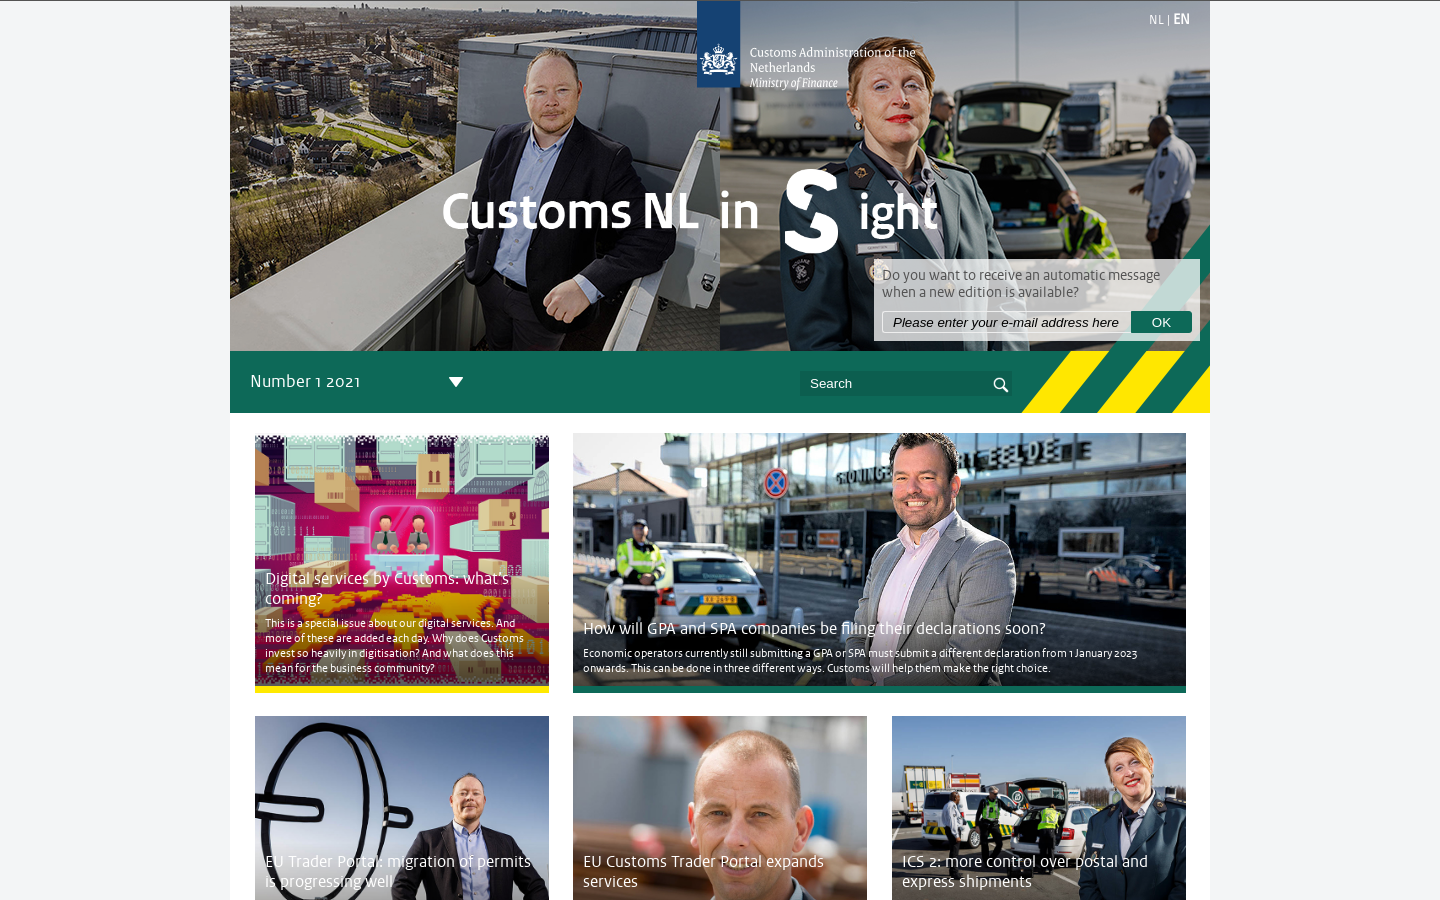 NL | EN
Customs Administration of the
Netherlands
Ministry of Finance
Customs NL in Sight
Do you want to receive an automatic message
when a new edition is available?
Please enter your e-mail address here
OK
Number 1 2021
Search
Digital services by Customs: what's
coming?
This is a special issue about our digital services. And
more of these are added each day. Why does Customs
invest so heavily in digitisation? And what does this
mean for the business community?
How will GPA and SPA companies be filing their declarations soon?
Economic operators currently still submitting a GPA or SPA must submit a different declaration from 1 January 2023
onwards. This can be done in three different ways. Customs will help them make the right choice.
EU Trader Portal: migration of permits
is progressing well
EU Customs Trader Portal expands
services
ICS 2: more control over postal and
express shipments